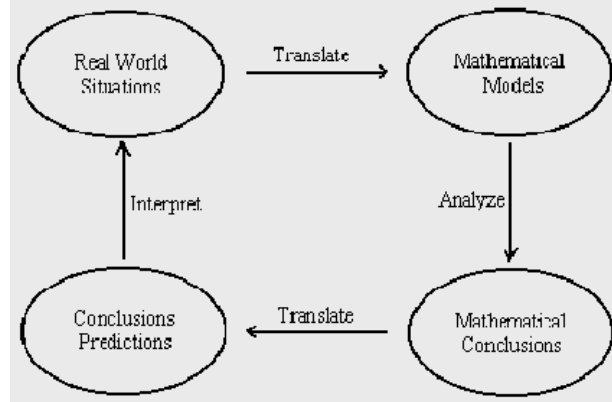 Real World
Situations
Translate
Mathematical
Models
Analyze
Interpret
Conclusions
Predictions
Translate
Mathematical
Conclusions